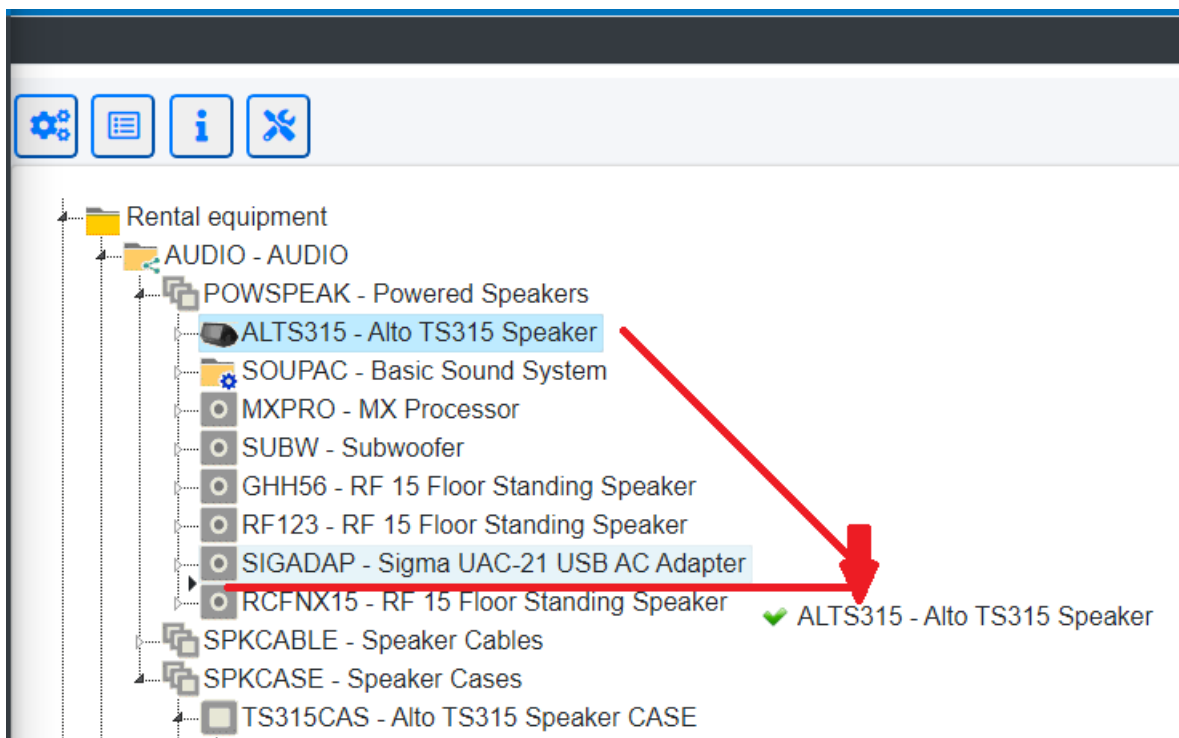 Rental equipment
AUDIO - AUDIO
POWSPEAK - Powered Speakers
ALTS315 - Alto TS315 Speaker
SOUPAC - Basic Sound System
MXPRO - MX Processor
SUBW - Subwoofer
GHH56 - RF 15 Floor Standing Speaker
RF123 - RF 15 Floor Standing Speaker
SIGADAP - Sigma UAC-21 USB AC Adapter
RCFNX15 - RF 15 Floor Standing Speaker
ALTS315 - Alto TS315 Speaker
SPKCABLE - Speaker Cables
SPKCASE - Speaker Cases
TS315CAS - Alto TS315 Speaker CASE